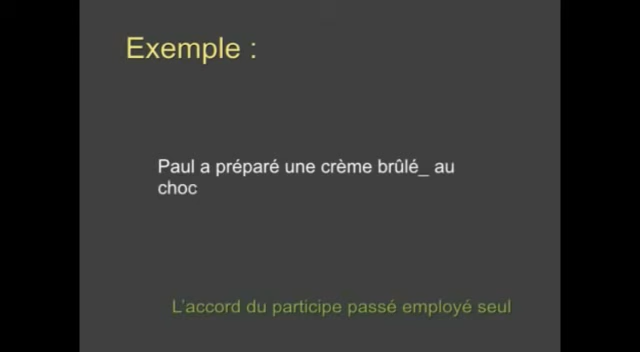 Exemple :
Paul a préparé une crème brûlé_ au
choc
L'accord du participe passé employé seul